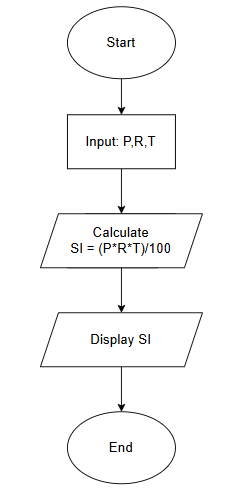 Start
Input: P,R,T
Calculate
SI = (P*R*T)/100
Display SI
End